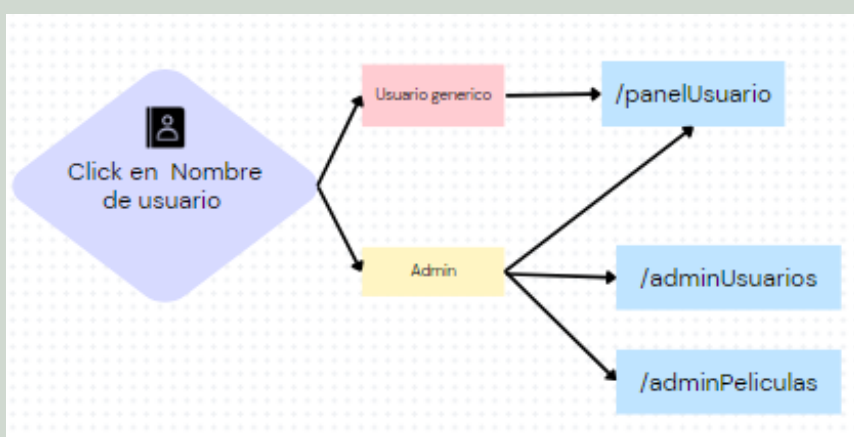 Click en Nombre
de usuario
Usuario generico
/panelUsuario
Admin
/adminUsuarios
/adminPeliculas